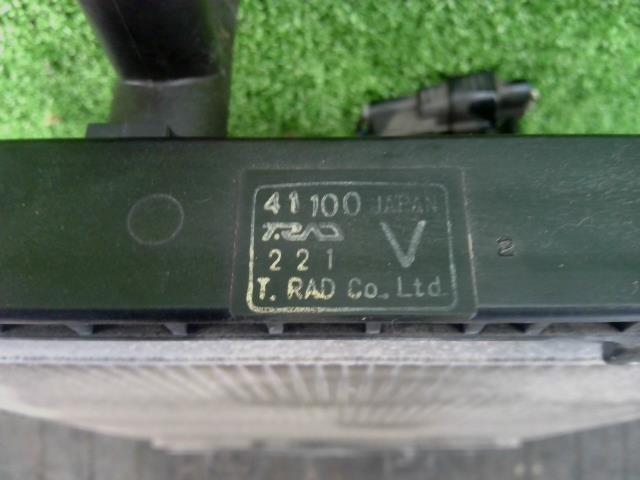 41100 JAPAN
T.RAD V
221
T. RAD Co., Ltd.
2